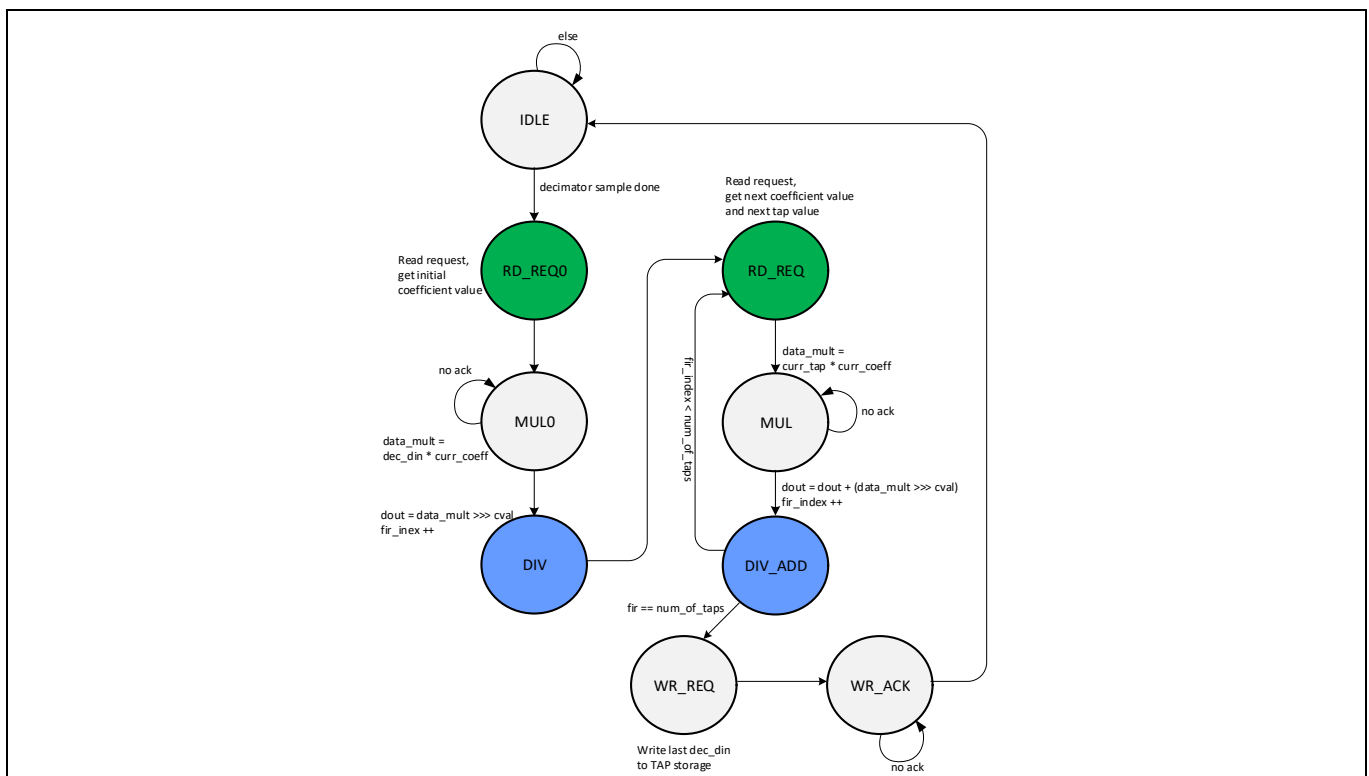 else
IDLE
decimator sample done
Read request,
get next coefficient value
and next tap value
Read request,
get initial
coefficient value
RD_REQ0
RD_REQ
fir_index < num_of_taps
data_mult =
curr_tap * curr_coeff
no ack
MUL0
MUL
no ack
data_mult =
dec_din * curr_coeff
dout = data_mult >>> cval
fir_inex ++
dout = dout + (data_mult >>> cval)
fir_index ++
DIV
DIV_ADD
fir == num_of_taps
WR_REQ
WR_ACK
Write last dec_din
to TAP storage
no ack